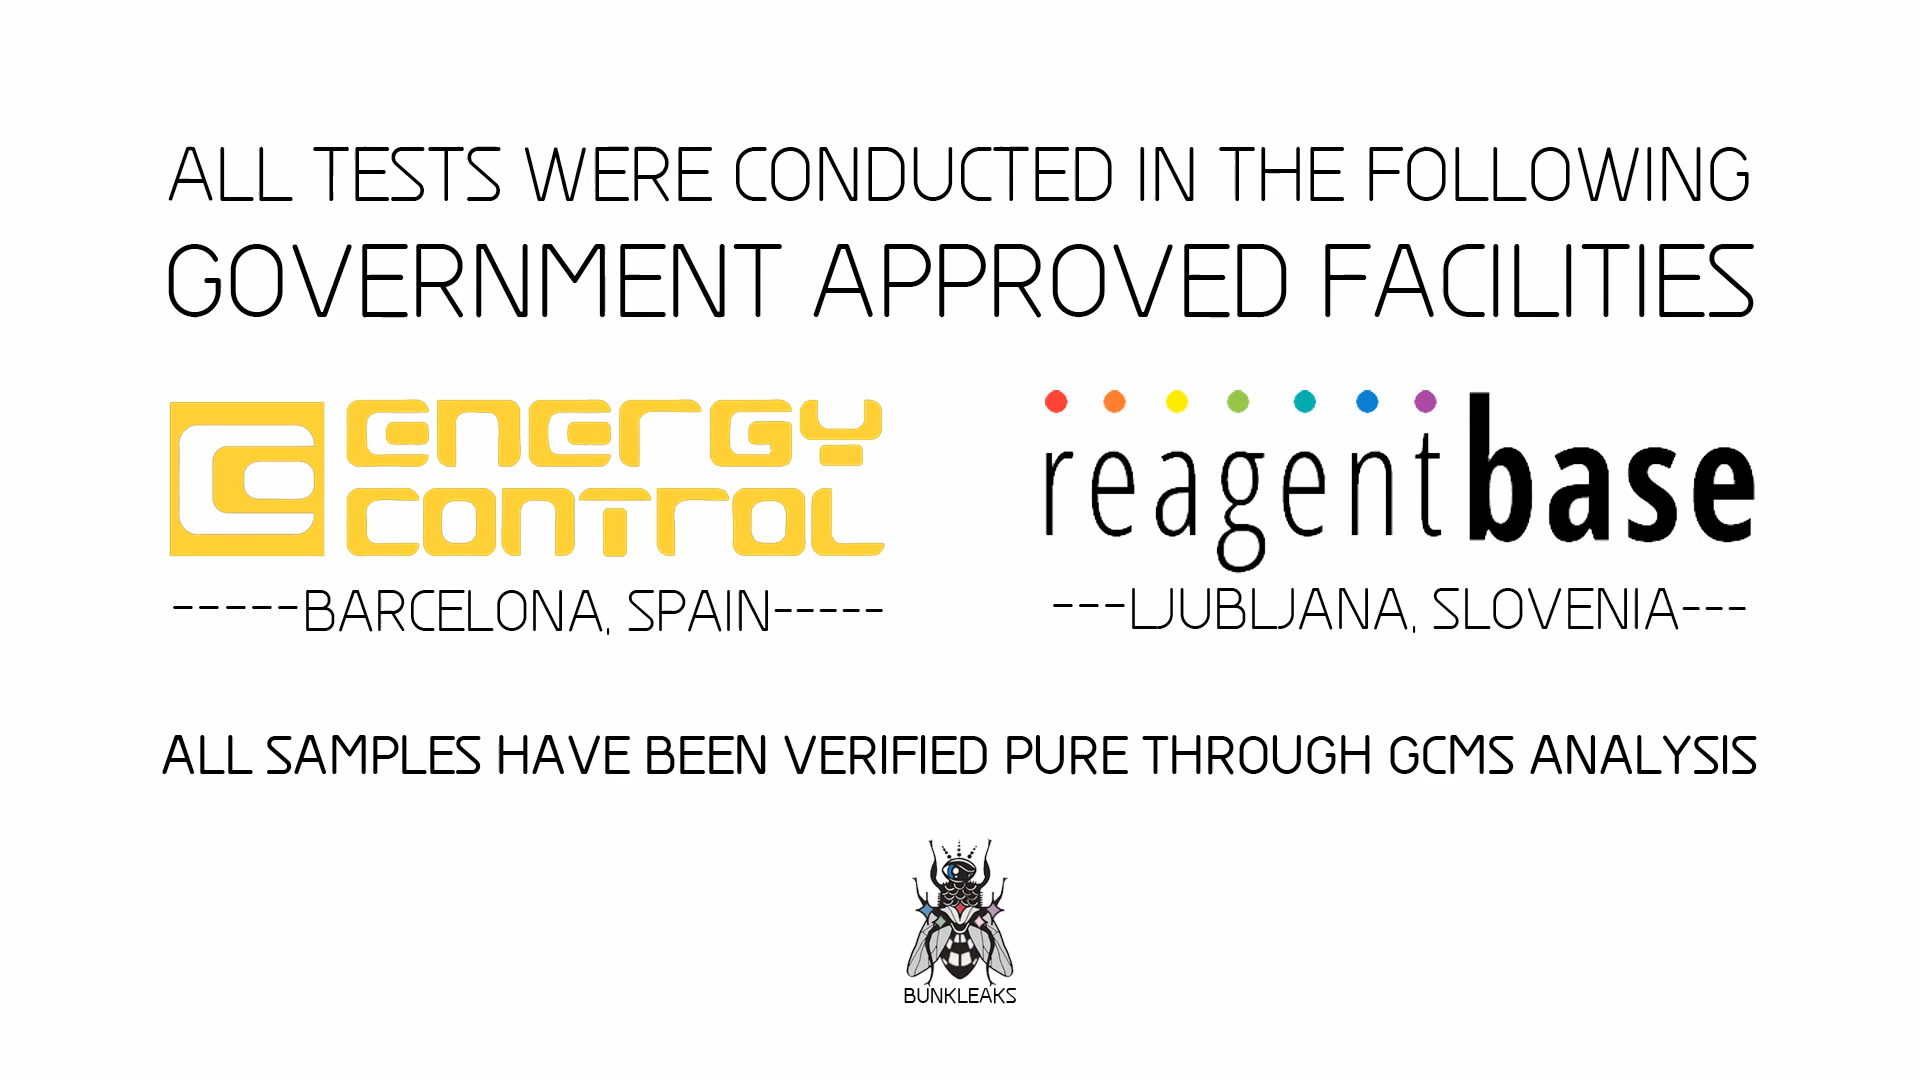 ALL TESTS WERE CONDUCTED IN THE FOLLOWING
GOVERNMENT APPROVED FACILITIES
ENERGY
CONTROL
-----BARCELONA, SPAIN-----
reagentbase
---LJUBLJANA, SLOVENIA---
ALL SAMPLES HAVE BEEN VERIFIED PURE THROUGH GCMS ANALYSIS
BUNKLEAKS